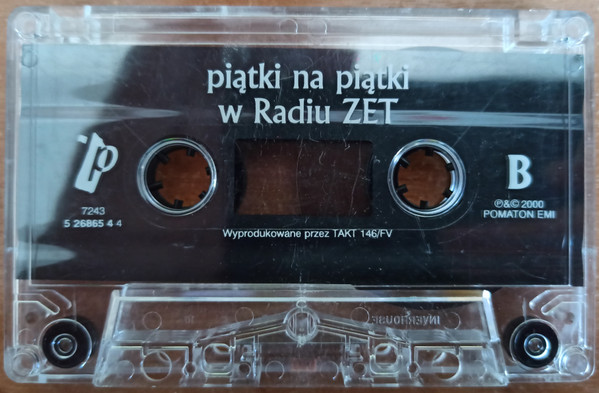 piątki na piątki
w Radiu ZET
B
7243
5 26865 4 4
℗&© 2000
POMATON EMI
Wyprodukowane przez TAKT 146/FV